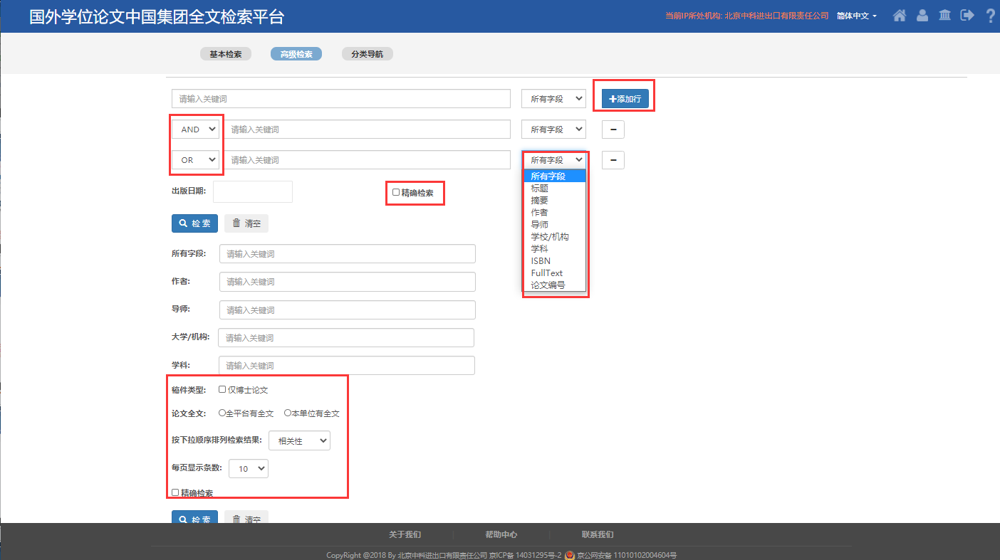 国外学位论文中国集团全文检索平台
当前IP所处机构: 北京中科进出口有限责任公司 简体中文
基本检索 高级检索 分类导航
请输入关键词 所有字段 添加行
AND 请输入关键词 所有字段
OR 请输入关键词 所有字段
所有字段
标题
摘要
作者
导师
学校/机构
学科
ISBN
FullText
论文编号
出版日期: 精确检索
检 索 清空
所有字段: 请输入关键词
作者: 请输入关键词
导师: 请输入关键词
大学/机构: 请输入关键词
学科: 请输入关键词
稿件类型: 仅博士论文
论文全文: 全平台有全文 本单位有全文
按下拉顺序排列检索结果: 相关性
每页显示条数: 10
精确检索
检 索 清空
关于我们 帮助中心 联系我们
CopyRight @2018 By 北京中科进出口有限责任公司 京ICP备 14031295号-2 京公网安备 11010102004604号